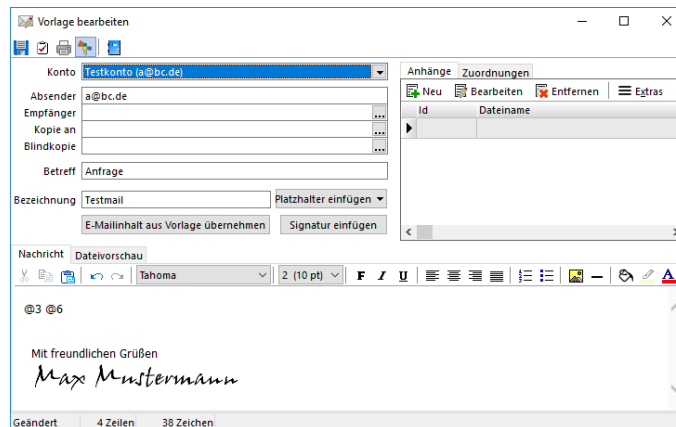 Vorlage bearbeiten
Konto Testkonto (a@bc.de)
Absender a@bc.de
Empfänger ...
Kopie an ...
Blindkopie ...
Betreff Anfrage
Bezeichnung Testmail Platzhalter einfügen
E-Mailinhalt aus Vorlage übernehmen Signatur einfügen
Anhänge Zuordnungen
Neu Bearbeiten Entfernen Extras
Id Dateiname
Nachricht Dateivorschau
Tahoma 2 (10 pt) F I U A
@3 @6
Mit freundlichen Grüßen
Max Mustermann
Geändert 4 Zeilen 38 Zeichen